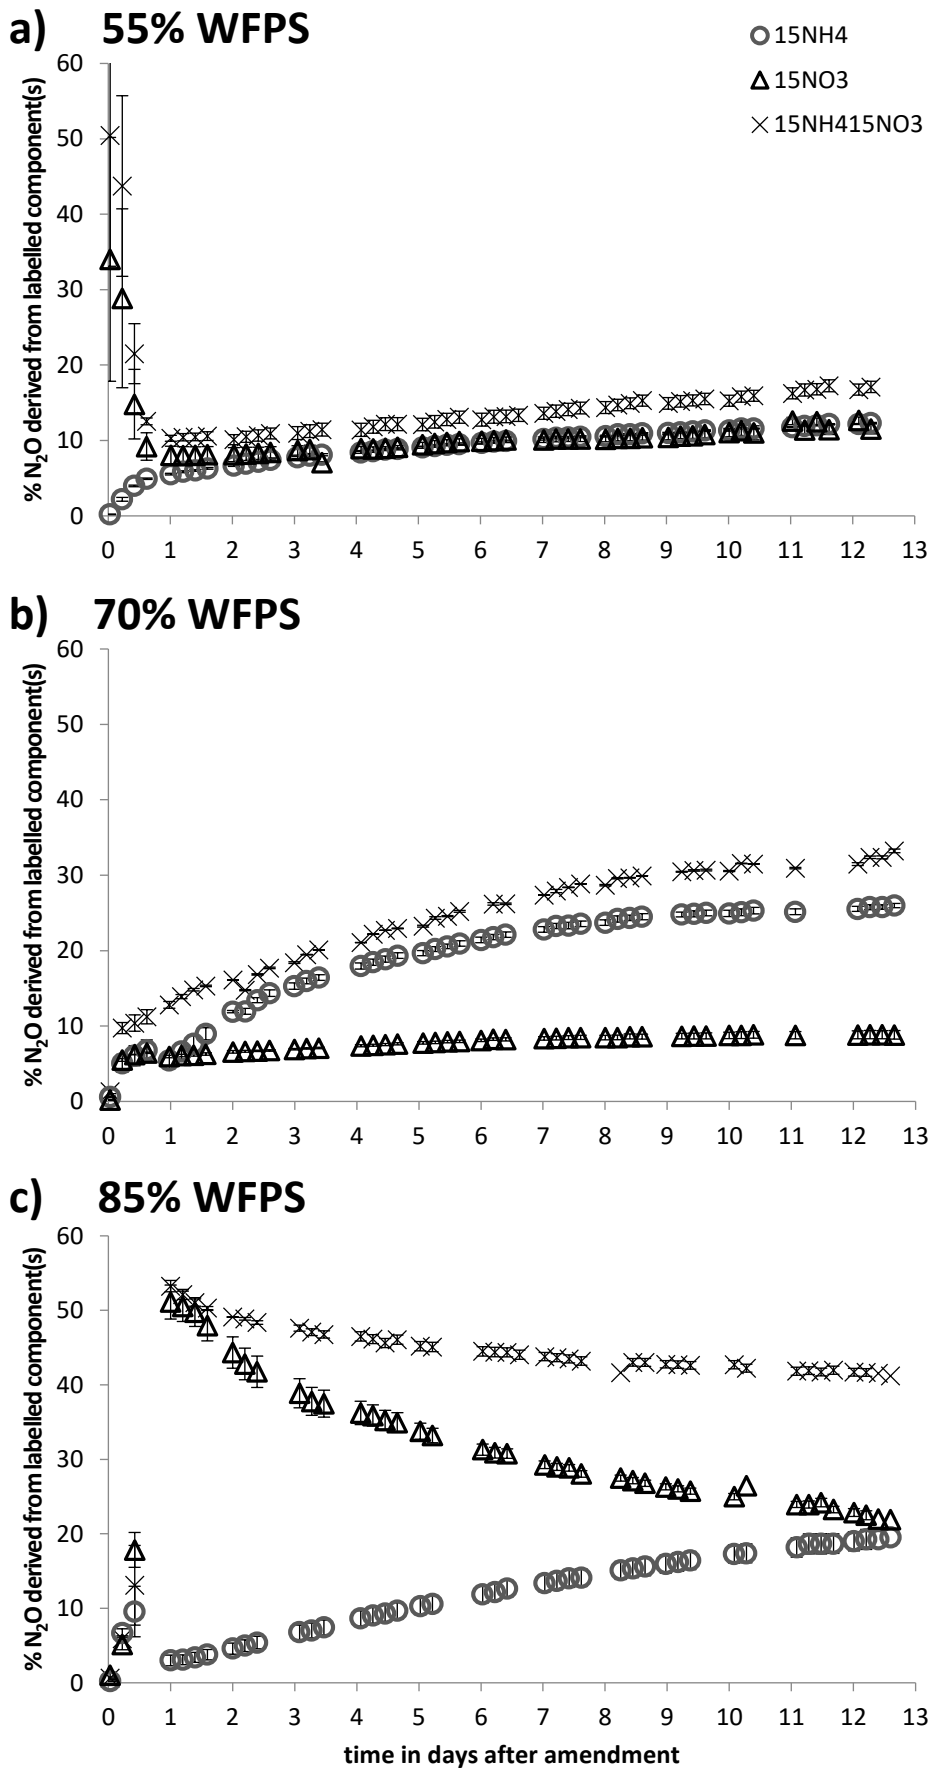 a) 55% WFPS
15NH4
15NO3
15NH415NO3
% N2O derived from labelled component(s)
60
50
40
30
20
10
0
0 1 2 3 4 5 6 7 8 9 10 11 12 13
b) 70% WFPS
% N2O derived from labelled component(s)
60
50
40
30
20
10
0
0 1 2 3 4 5 6 7 8 9 10 11 12 13
c) 85% WFPS
% N2O derived from labelled component(s)
60
50
40
30
20
10
0
0 1 2 3 4 5 6 7 8 9 10 11 12 13
time in days after amendment